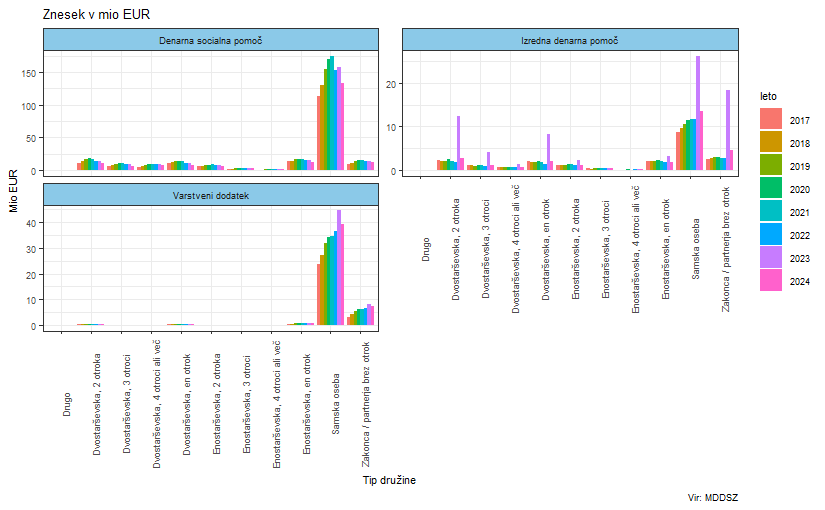 Znesek v mio EUR
Denarna socialna pomoč
Izredna denarna pomoč
150
100
50
0
20
10
0
Varstveni dodatek
40
30
20
10
0
Mio EUR
Drugo
Dvostarševska, 2 otroka
Dvostarševska, 3 otroci
Dvostarševska, 4 otroci ali več
Dvostarševska, en otrok
Enostarševska, 2 otroka
Enostarševska, 3 otroci
Enostarševska, 4 otroci ali več
Enostarševska, en otrok
Samska oseba
Zakonca / partnerja brez otrok
Drugo
Dvostarševska, 2 otroka
Dvostarševska, 3 otroci
Dvostarševska, 4 otroci ali več
Dvostarševska, en otrok
Enostarševska, 2 otroka
Enostarševska, 3 otroci
Enostarševska, 4 otroci ali več
Enostarševska, en otrok
Samska oseba
Zakonca / partnerja brez otrok
Tip družine
leto
2017
2018
2019
2020
2021
2022
2023
2024
Vir: MDDSZ